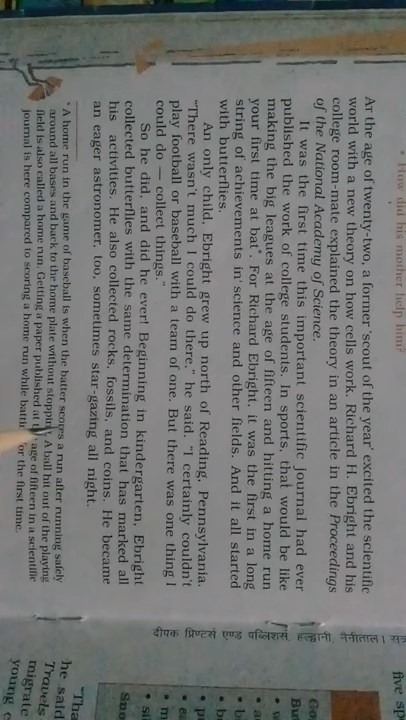 How did his mother help him?
At the age of twenty-two, a former 'scout of the year' excited the scientific
world with a new theory on how cells work. Richard H. Ebright and his
college room-mate explained the theory in an article in the Proceedings
of the National Academy of Science.
It was the first time this important scientific journal had ever
published the work of college students. In sports, that would be like
making the big leagues at the age of fifteen and hitting a home run
your first time at bat*. For Richard Ebright, it was the first in a long
string of achievements in science and other fields. And it all started
with butterflies.
An only child, Ebright grew up north of Reading, Pennsylvania.
"There wasn't much I could do there," he said. "I certainly couldn't
play football or baseball with a team of one. But there was one thing I
could do — collect things."
So he did, and did he ever! Beginning in kindergarten, Ebright
collected butterflies with the same determination that has marked all
his activities. He also collected rocks, fossils, and coins. He became
an eager astronomer, too, sometimes star-gazing all night.
* A home run in the game of baseball is when the batter scores a run after running safely
around all bases and back to the home plate without stopping. A ball hit out of the playing
field is also called a home run. Getting a paper published at age of fifteen in a scientific
journal is here compared to scoring a home run while for the first time.
दीपक प्रिण्टर्स एण्ड पब्लिशर्स, हल्द्वानी, नैनीताल। सत्र
five sp
"Tha
he said
Travels
migrate
young